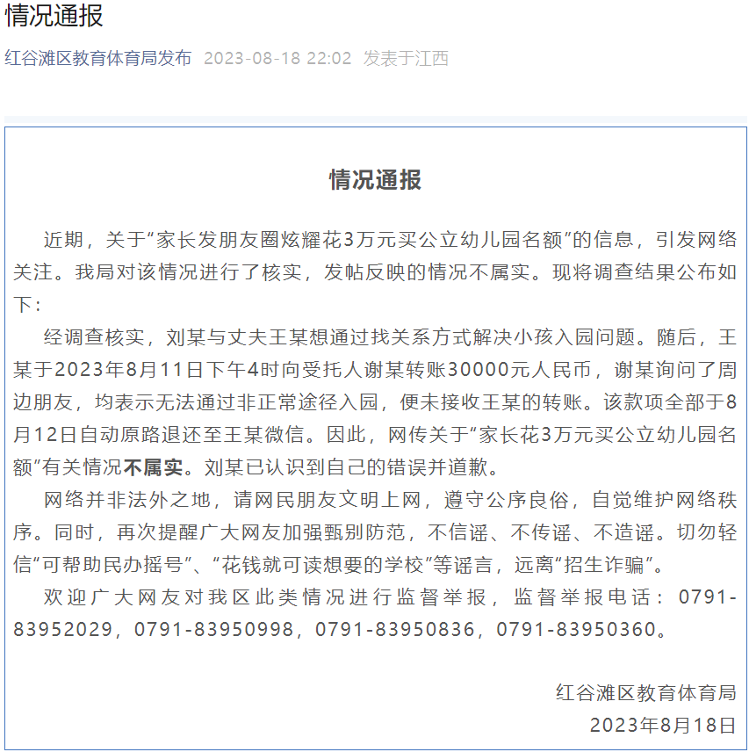 情况通报
红谷滩区教育体育局发布 2023-08-18 22:02 发表于江西
情况通报
近期，关于“家长发朋友圈炫耀花3万元买公立幼儿园名额”的信息，引发网络
关注。我局对该情况进行了核实，发帖反映的情况不属实。现将调查结果公布如
下：
经调查核实，刘某与丈夫王某想通过找关系方式解决小孩入园问题。随后，王
某于2023年8月11日下午4时向受托人谢某转账30000元人民币，谢某询问了周
边朋友，均表示无法通过非正常途径入园，便未接收王某的转账。该款项全部于8
月12日自动原路退还至王某微信。因此，网传关于“家长花3万元买公立幼儿园名
额”有关情况不属实。刘某已认识到自己的错误并道歉。
网络并非法外之地，请网民朋友文明上网，遵守公序良俗，自觉维护网络秩
序。同时，再次提醒广大网友加强甄别防范，不信谣、不传谣、不造谣。切勿轻
信“可帮助民办摇号”、“花钱就可读想要的学校”等谣言，远离“招生诈骗”。
欢迎广大网友对我区此类情况进行监督举报，监督举报电话：0791-
83952029，0791-83950998，0791-83950836，0791-83950360。
红谷滩区教育体育局
2023年8月18日